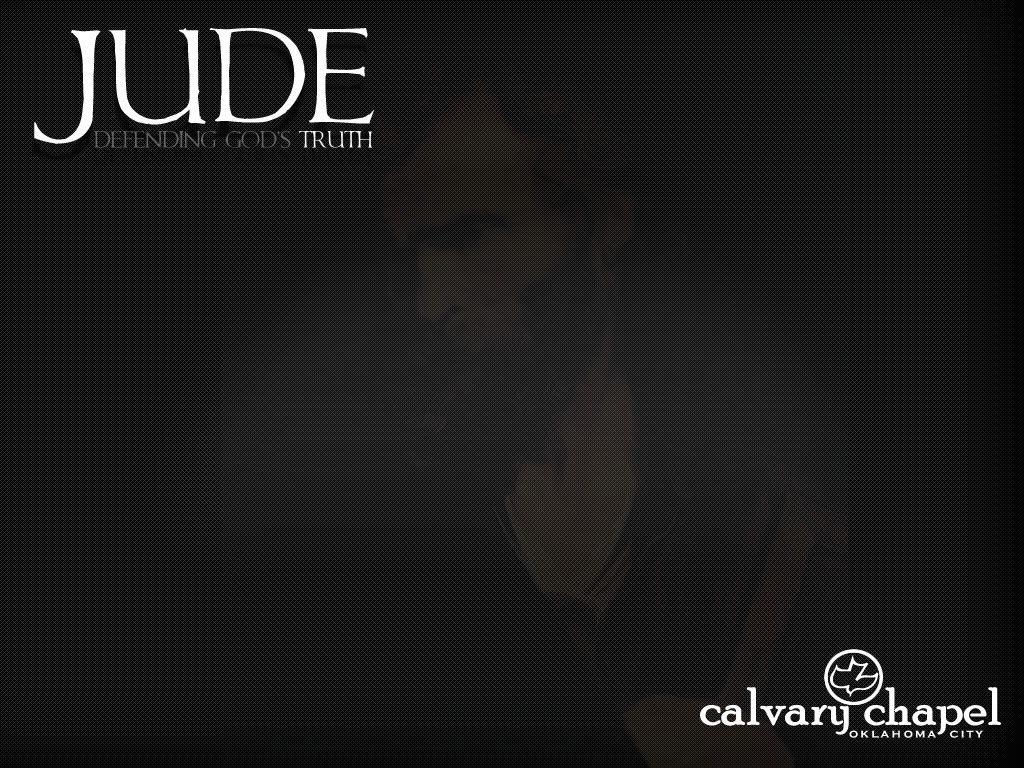 JUDE
DEFENDING GOD'S TRUTH
calvary chapel
OKLAHOMA CITY